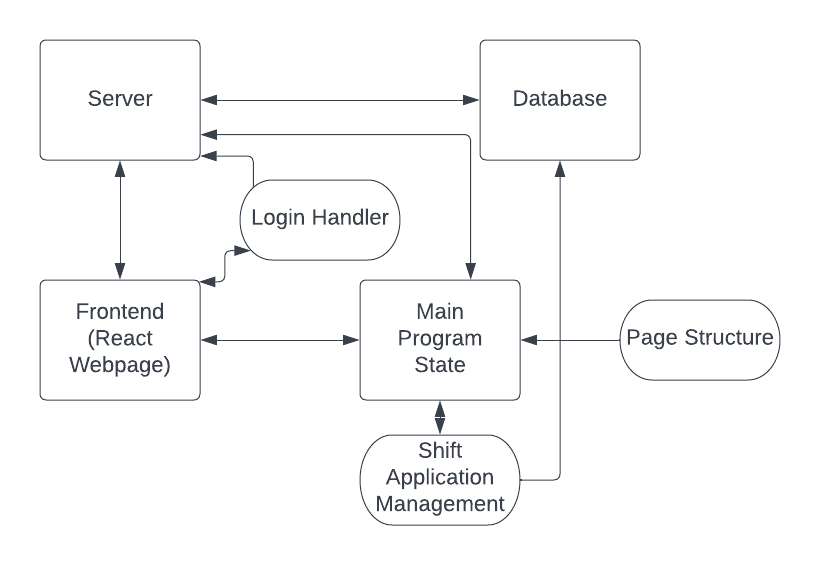 Server
Database
Login Handler
Frontend
(React
Webpage)
Main
Program
State
Page Structure
Shift
Application
Management